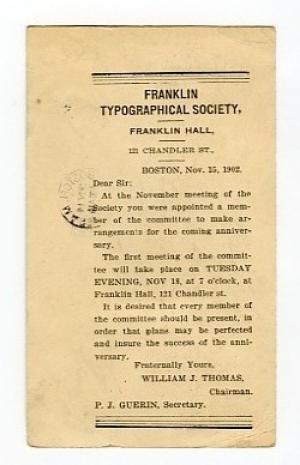 FRANKLIN
TYPOGRAPHICAL SOCIETY,
FRANKLIN HALL,
121 CHANDLER ST.,
BOSTON, Nov. 15, 1902.
Dear Sir:
At the November meeting of the
Society you were appointed a mem-
ber of the committee to make ar-
rangements for the coming anniver-
sary.
The first meeting of the commit-
tee will take place on TUESDAY
EVENING, NOV 18, at 7 o'clock, at
Franklin Hall, 121 Chandler st.
It is desired that every member of
the committee should be present, in
order that plans may be perfected
and insure the success of the anni-
versary.
Fraternally Yours,
WILLIAM J. THOMAS,
Chairman.
P. J. GUERIN, Secretary.